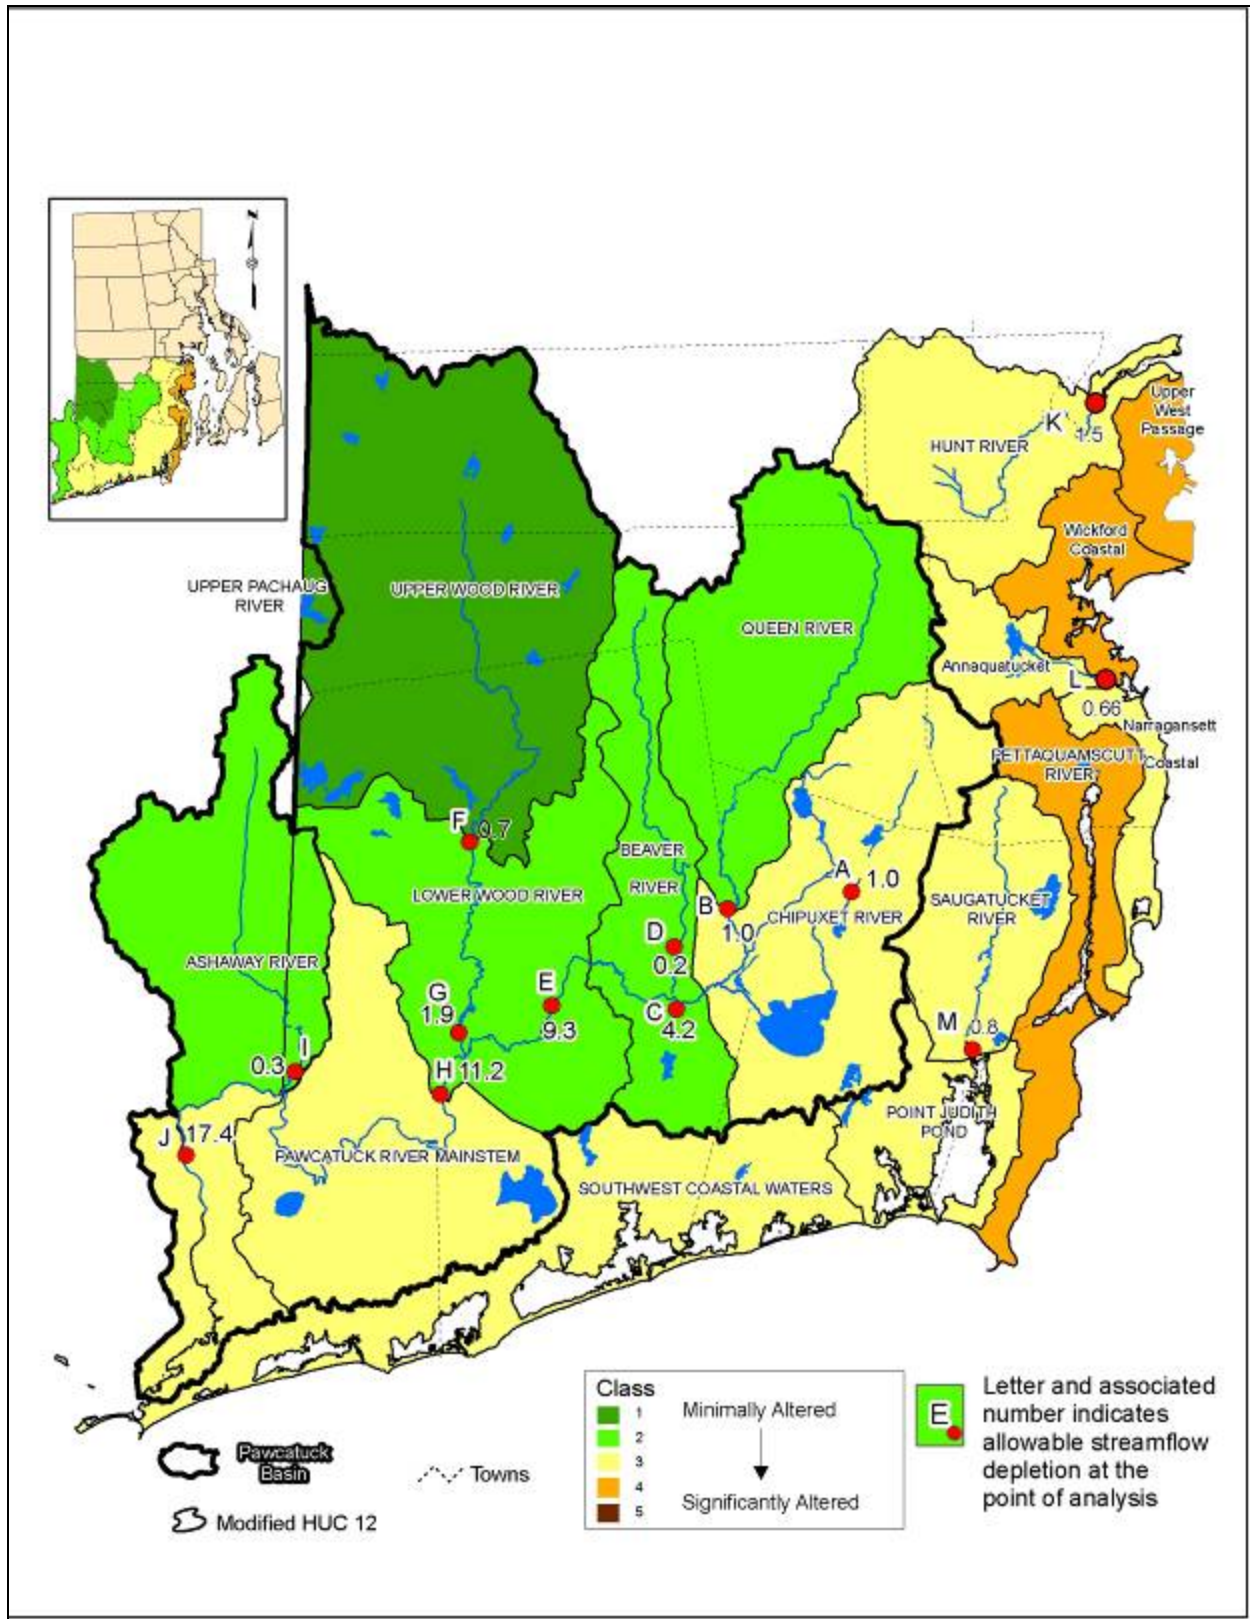 N
Upper
West
Passage
K
1.5
HUNT RIVER
Wickford
Coastal
UPPER PACHAUG
RIVER
UPPER WOOD RIVER
QUEEN RIVER
Annaquatucket
L
0.66
Narragansett
Coastal
PETTAQUAMSCUTT
RIVER
F
0.7
BEAVER
RIVER
A
1.0
LOWER WOOD RIVER
B
1.0
CHIPUXET RIVER
SAUGATUCKET
RIVER
D
0.2
ASHAWAY RIVER
E
9.3
G
1.9
C
4.2
M
0.8
I
0.3
H
11.2
J
17.4
POINT JUDITH
POND
PAWCATUCK RIVER MAINSTEM
SOUTHWEST COASTAL WATERS
Class
1
2
3
4
5
Minimally Altered
Significantly Altered
E
Letter and associated
number indicates
allowable streamflow
depletion at the
point of analysis
Pawcatuck
Basin
Towns
Modified HUC 12